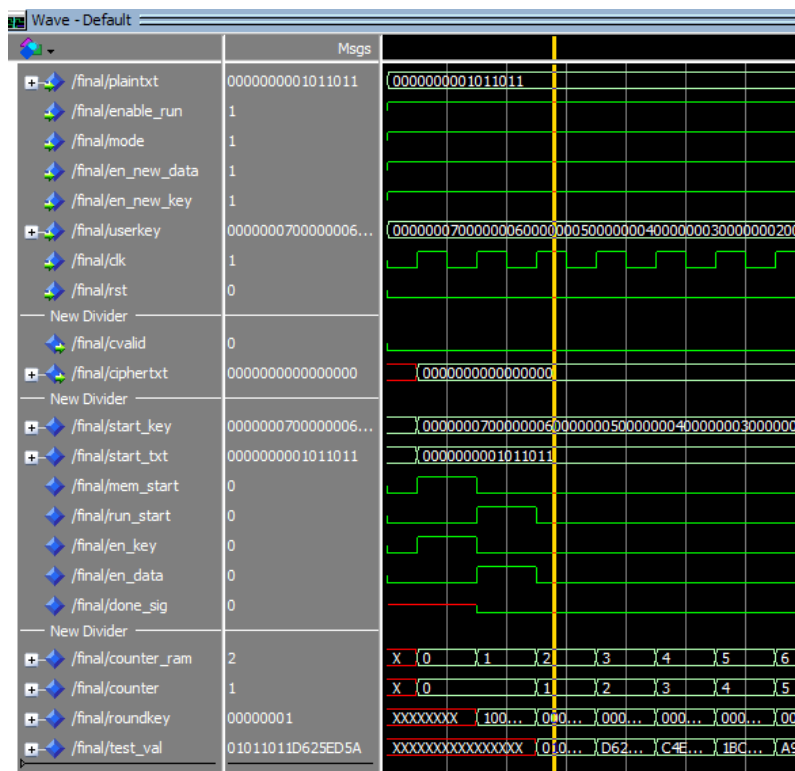 Wave - Default
Msgs
/final/plaintxt 0000000001011011 0000000001011011
/final/enable_run 1
/final/mode 1
/final/en_new_data 1
/final/en_new_key 1
/final/userkey 0000000700000006... 00000007000000060000000500000004000000030000000200
/final/clk 1
/final/rst 0
New Divider
/final/cvalid 0
/final/ciphertxt 0000000000000000 0000000000000000
New Divider
/final/start_key 0000000700000006... 0000000700000006000000050000000400000003000000
/final/start_txt 0000000001011011 0000000001011011
/final/mem_start 0
/final/run_start 0
/final/en_key 0
/final/en_data 0
/final/done_sig 0
New Divider
/final/counter_ram 2 X 0 1 2 3 4 5 6
/final/counter 1 X 0 1 2 3 4 5
/final/roundkey 00000001 XXXXXXXX 100... 000... 000... 000... 000... 00
/final/test_val 01011011D625ED5A XXXXXXXXXXXXXXXX 010... D62... C4E... 1BC... A9